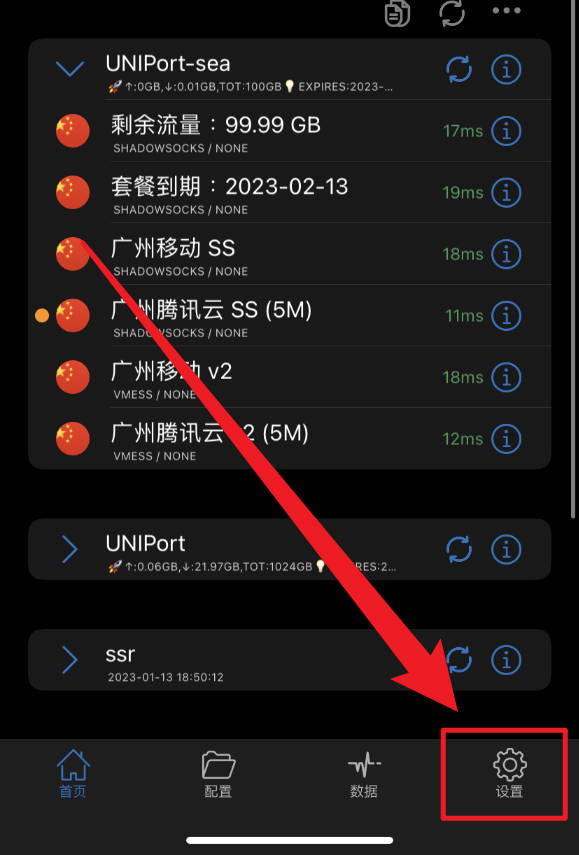 UNIPort-sea
🚀↑:0GB,↓:0.01GB,TOT:100GB💡EXPIRES:2023-...
剩余流量：99.99 GB
17ms
SHADOWSOCKS / NONE
套餐到期：2023-02-13
19ms
SHADOWSOCKS / NONE
广州移动 SS
18ms
SHADOWSOCKS / NONE
广州腾讯云 SS (5M)
11ms
SHADOWSOCKS / NONE
广州移动 v2
18ms
VMESS / NONE
广州腾讯云 2 (5M)
12ms
VMESS / NONE
UNIPort
🚀↑:0.06GB,↓:21.97GB,TOT:1024GB💡RES:2...
ssr
2023-01-13 18:50:12
首页
配置
数据
设置